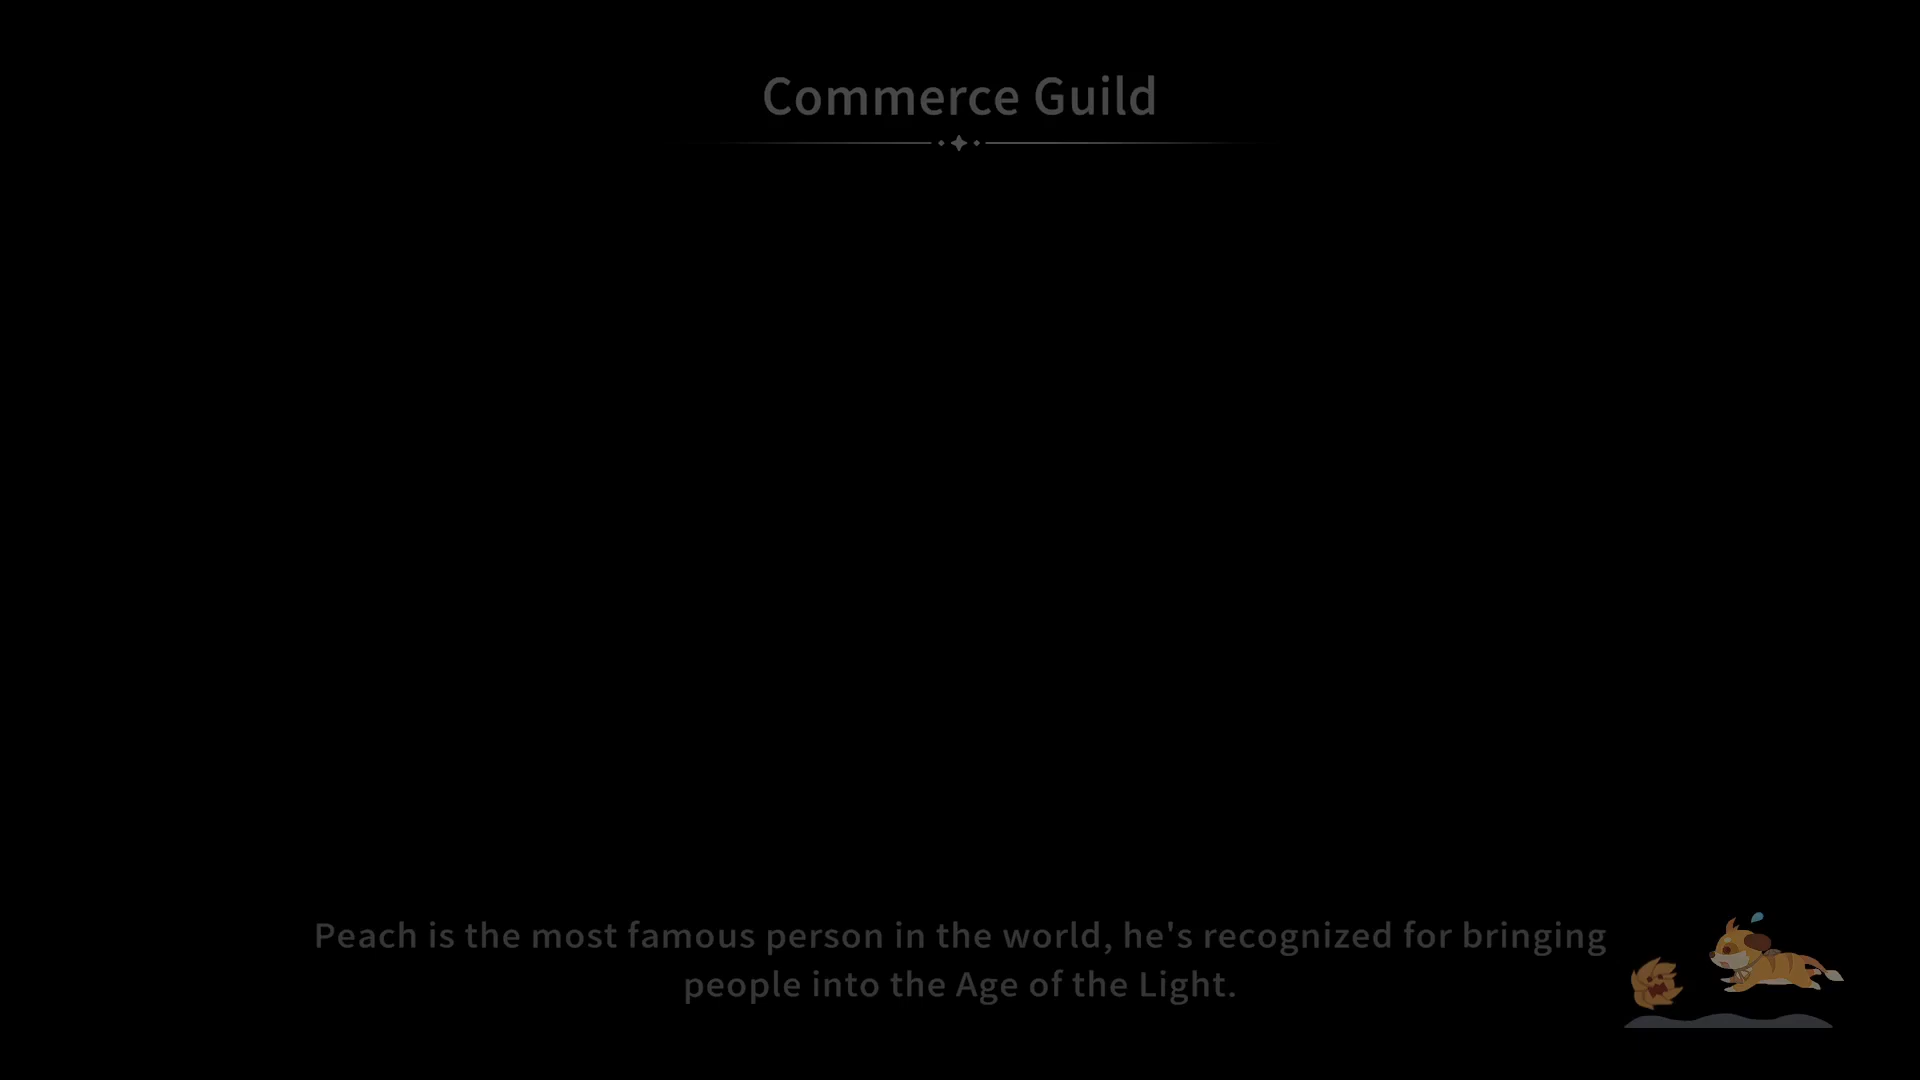 Commerce Guild
Peach is the most famous person in the world, he's recognized for bringing
people into the Age of the Light.